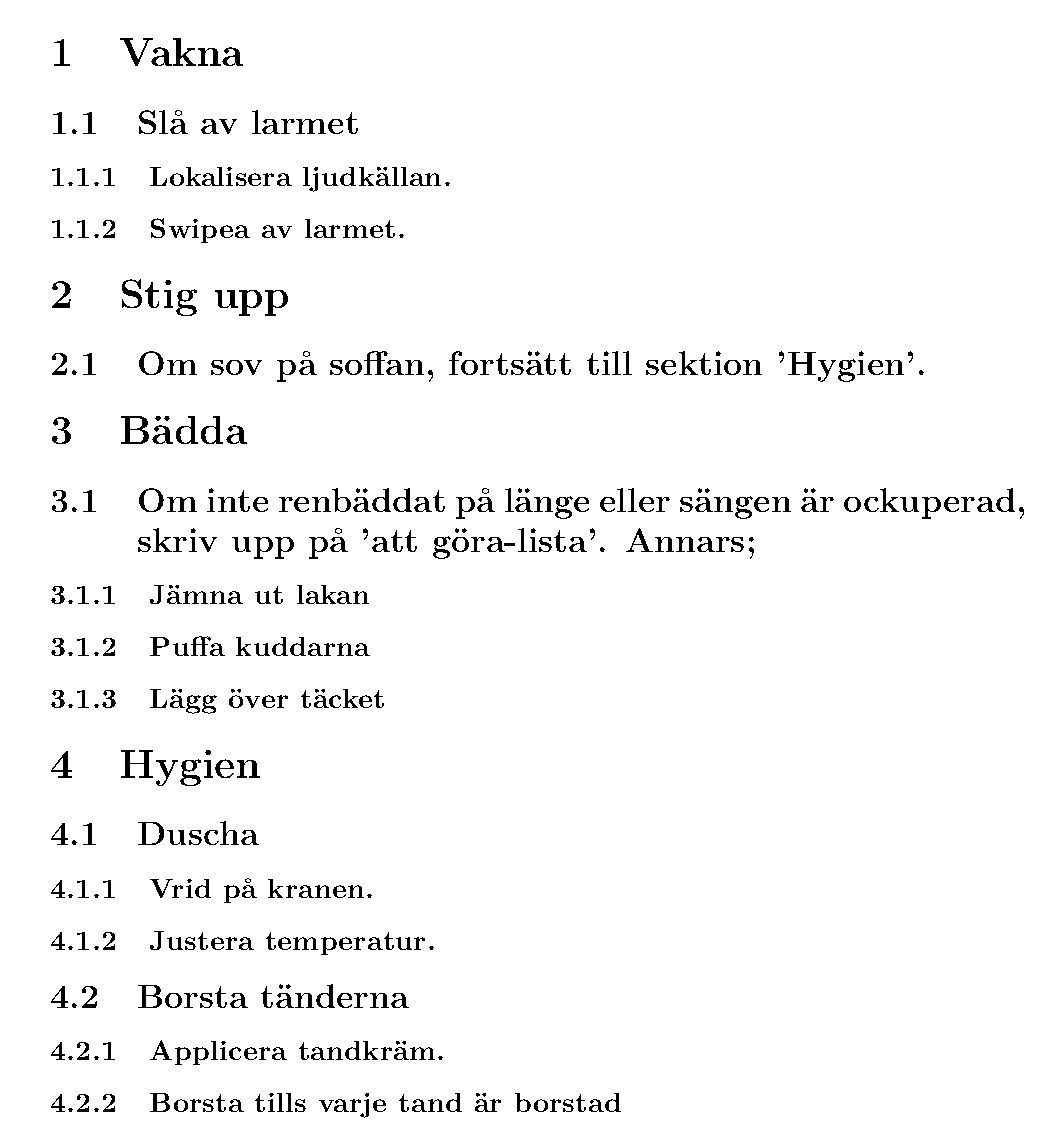 1 Vakna
1.1 Slå av larmet
1.1.1 Lokalisera ljudkällan.
1.1.2 Swipea av larmet.
2 Stig upp
2.1 Om sov på soffan, fortsätt till sektion ’Hygien’.
3 Bädda
3.1 Om inte renbäddat på länge eller sängen är ockuperad,
skriv upp på ’att göra-lista’. Annars;
3.1.1 Jämna ut lakan
3.1.2 Puffa kuddarna
3.1.3 Lägg över täcket
4 Hygien
4.1 Duscha
4.1.1 Vrid på kranen.
4.1.2 Justera temperatur.
4.2 Borsta tänderna
4.2.1 Applicera tandkräm.
4.2.2 Borsta tills varje tand är borstad